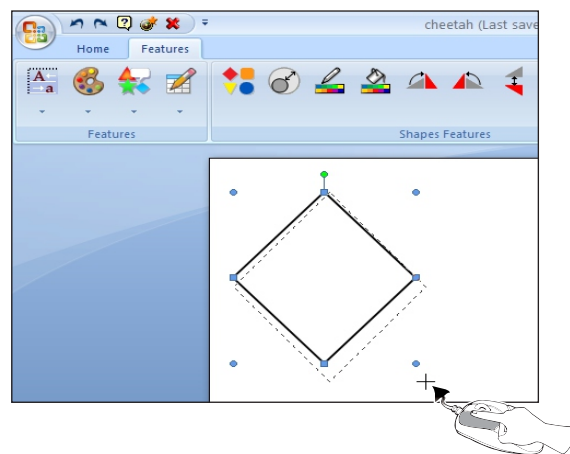 cheetah (Last save
Home
Features
A
a
Features
Shapes Features